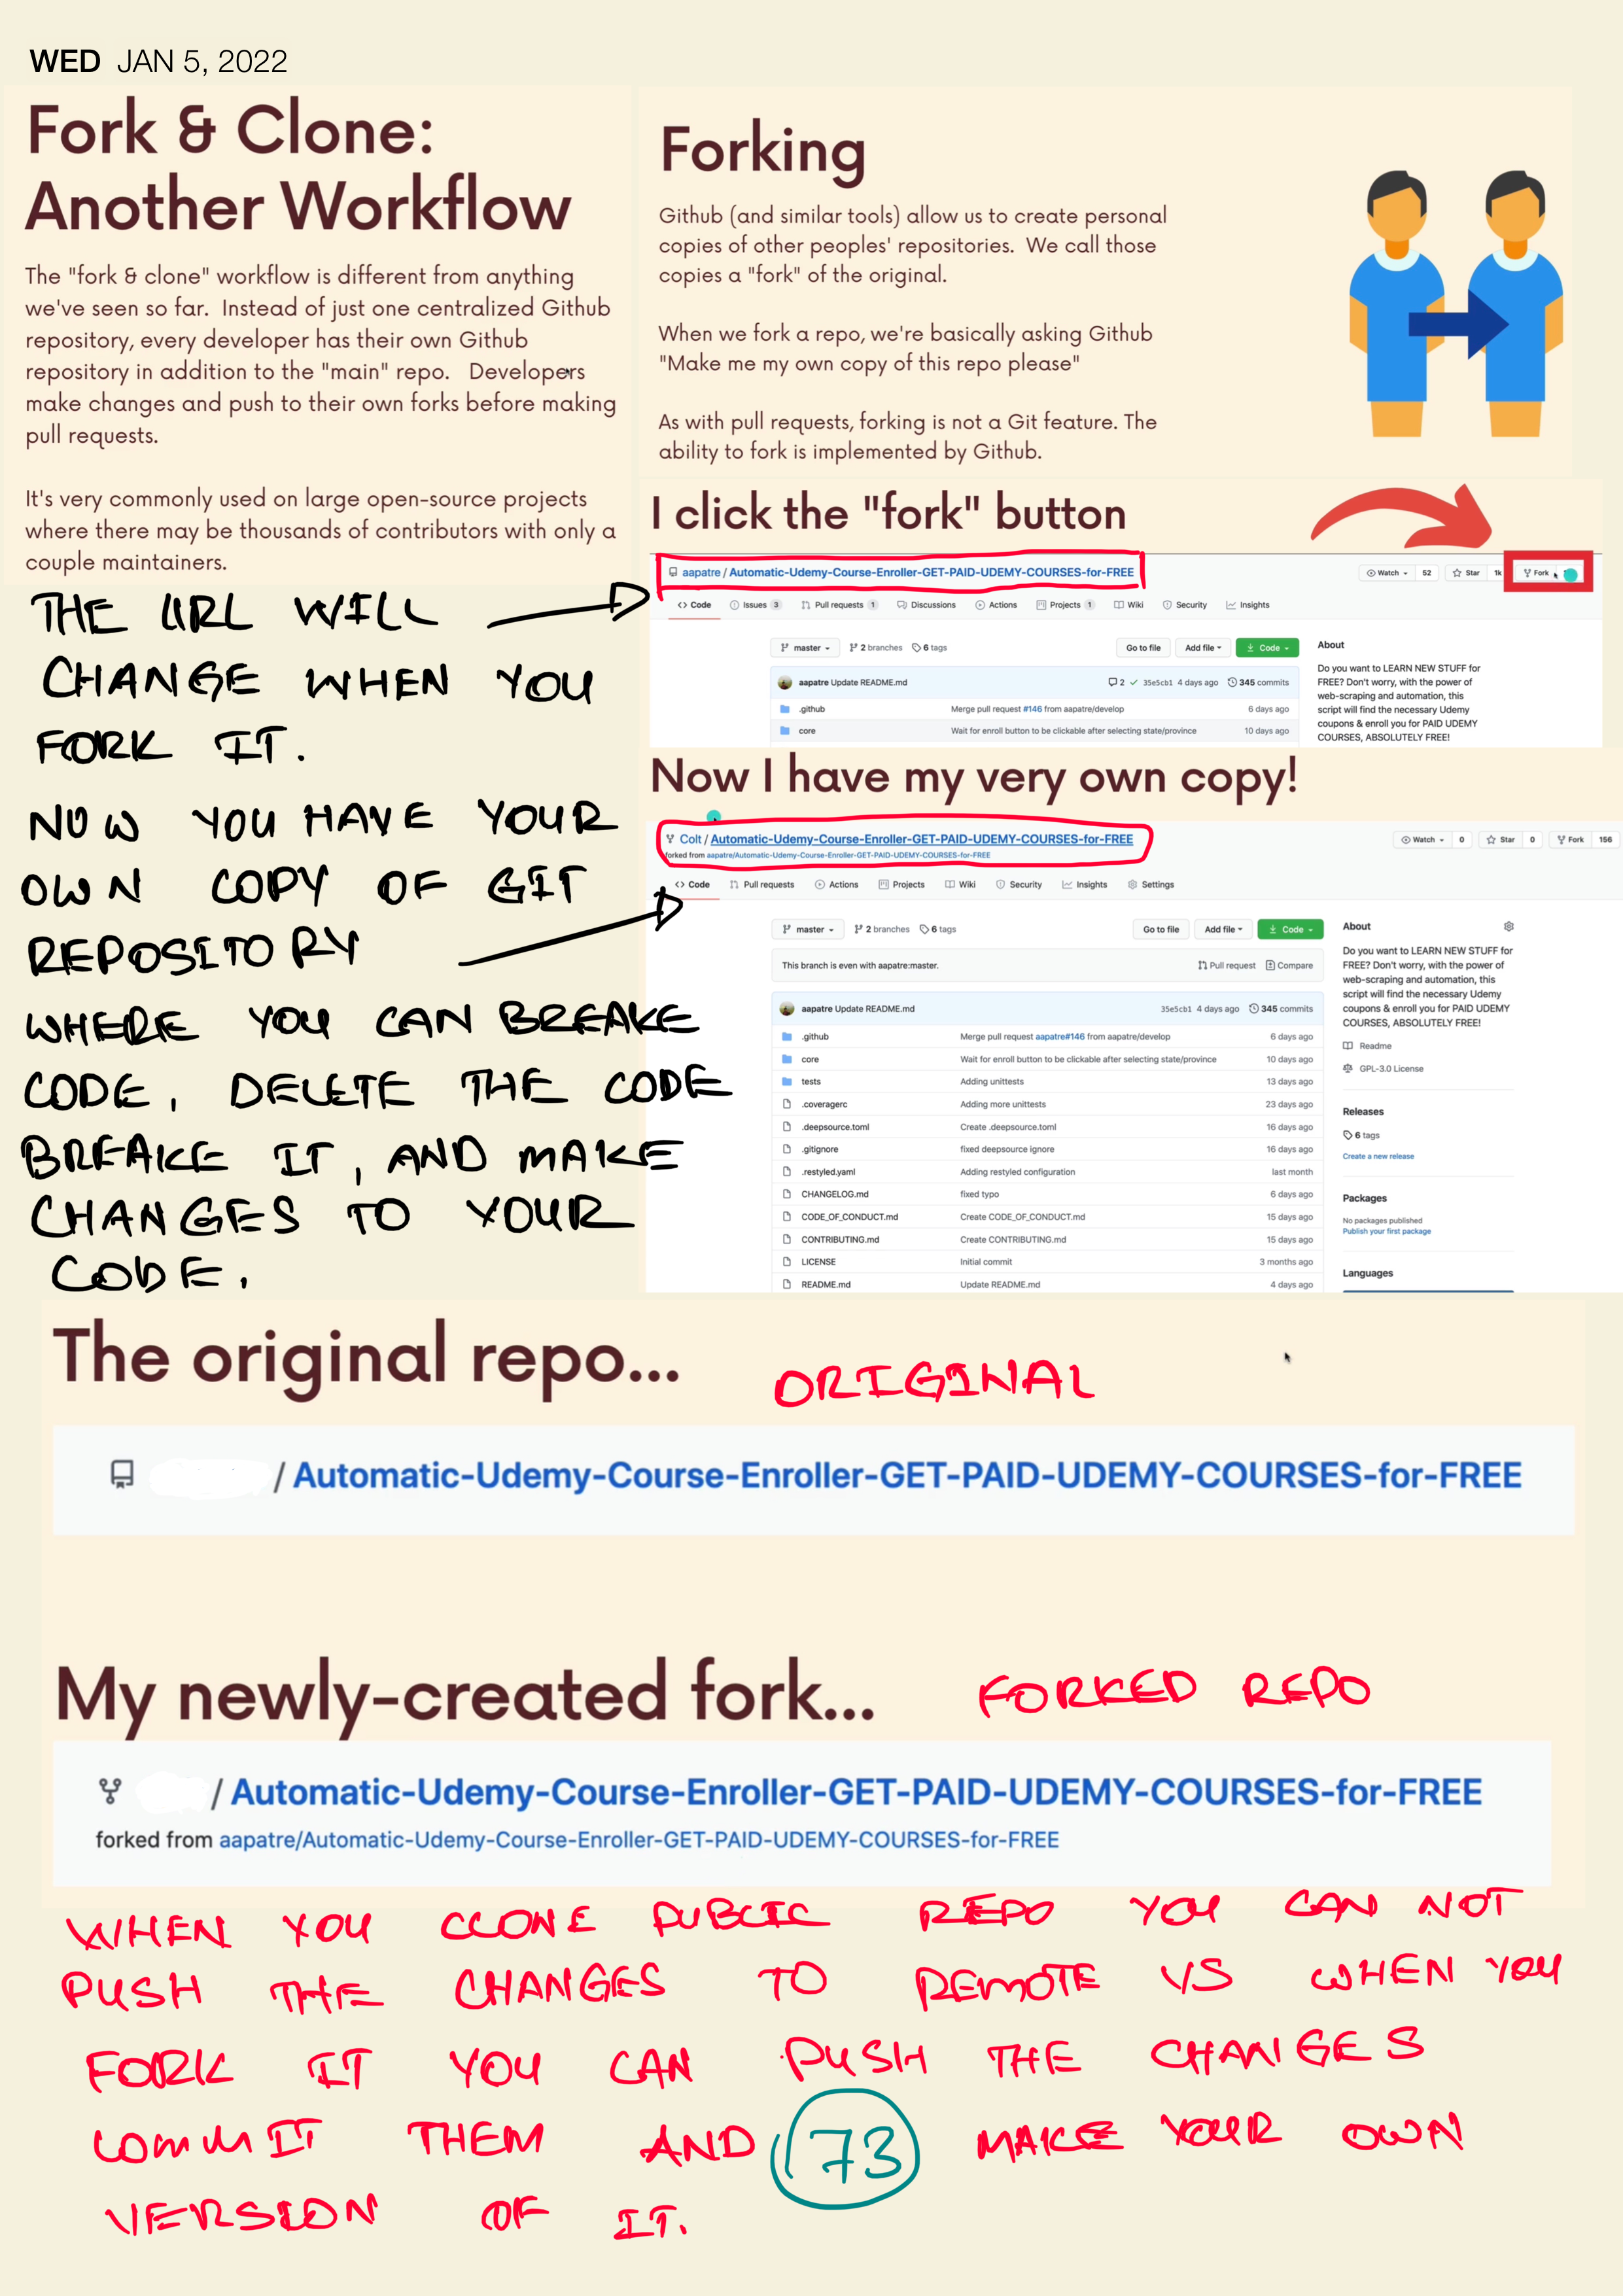 WED JAN 5, 2022
Fork & Clone:
Another Workflow
The "fork & clone" workflow is different from anything
we've seen so far. Instead of just one centralized Github
repository, every developer has their own Github
repository in addition to the "main" repo. Developers
make changes and push to their own forks before making
pull requests.
It's very commonly used on large open-source projects
where there may be thousands of contributors with only a
couple maintainers.
Forking
Github (and similar tools) allow us to create personal
copies of other peoples' repositories. We call those
copies a "fork" of the original.
When we fork a repo, we're basically asking Github
"Make me my own copy of this repo please"
As with pull requests, forking is not a Git feature. The
ability to fork is implemented by Github.
I click the "fork" button
aapatre / Automatic-Udemy-Course-Enroller-GET-PAID-UDEMY-COURSES-for-FREE
Watch 52 Star 1k Fork
Code Issues 3 Pull requests 1 Discussions Actions Projects 1 Wiki Security Insights
master 2 branches 6 tags Go to file Add file Code
aapatre Update README.md 2 35e5cb1 4 days ago 345 commits
.github Merge pull request #146 from aapatre/develop 6 days ago
core Wait for enroll button to be clickable after selecting state/province 10 days ago
About
Do you want to LEARN NEW STUFF for
FREE? Don't worry, with the power of
web-scraping and automation, this
script will find the necessary Udemy
coupons & enroll you for PAID UDEMY
COURSES, ABSOLUTELY FREE!
THE URL WILL
CHANGE WHEN YOU
FORK IT.
NOW YOU HAVE YOUR
OWN COPY OF GIT
REPOSITORY
WHERE YOU CAN BREAKE
CODE, DELETE THE CODE
BREAKE IT, AND MAKE
CHANGES TO YOUR
CODE.
Now I have my very own copy!
Colt / Automatic-Udemy-Course-Enroller-GET-PAID-UDEMY-COURSES-for-FREE
forked from aapatre/Automatic-Udemy-Course-Enroller-GET-PAID-UDEMY-COURSES-for-FREE
Watch 0 Star 0 Fork 156
Code Pull requests Actions Projects Wiki Security Insights Settings
master 2 branches 6 tags Go to file Add file Code
This branch is even with aapatre:master. Pull request Compare
aapatre Update README.md 35e5cb1 4 days ago 345 commits
.github Merge pull request aapatre#146 from aapatre/develop 6 days ago
core Wait for enroll button to be clickable after selecting state/province 10 days ago
tests Adding unittests 13 days ago
.coveragerc Adding more unittests 23 days ago
.deepsource.toml Create .deepsource.toml 16 days ago
.gitignore fixed deepsource ignore 16 days ago
.restyled.yaml Adding restyled configuration last month
CHANGELOG.md fixed typo 6 days ago
CODE_OF_CONDUCT.md Create CODE_OF_CONDUCT.md 15 days ago
CONTRIBUTING.md Create CONTRIBUTING.md 15 days ago
LICENSE Initial commit 3 months ago
README.md Update README.md 4 days ago
About
Do you want to LEARN NEW STUFF for
FREE? Don't worry, with the power of
web-scraping and automation, this
script will find the necessary Udemy
coupons & enroll you for PAID UDEMY
COURSES, ABSOLUTELY FREE!
Readme
GPL-3.0 License
Releases
6 tags
Create a new release
Packages
No packages published
Publish your first package
Languages
The original repo...
ORIGINAL
/ Automatic-Udemy-Course-Enroller-GET-PAID-UDEMY-COURSES-for-FREE
My newly-created fork...
FORKED REPO
/ Automatic-Udemy-Course-Enroller-GET-PAID-UDEMY-COURSES-for-FREE
forked from aapatre/Automatic-Udemy-Course-Enroller-GET-PAID-UDEMY-COURSES-for-FREE
WHEN YOU CLONE PUBLIC REPO YOU CAN NOT
PUSH THE CHANGES TO REMOTE VS WHEN YOU
FORK IT YOU CAN PUSH THE CHANGES
COMMIT THEM AND MAKE YOUR OWN
73
VERSION OF IT.